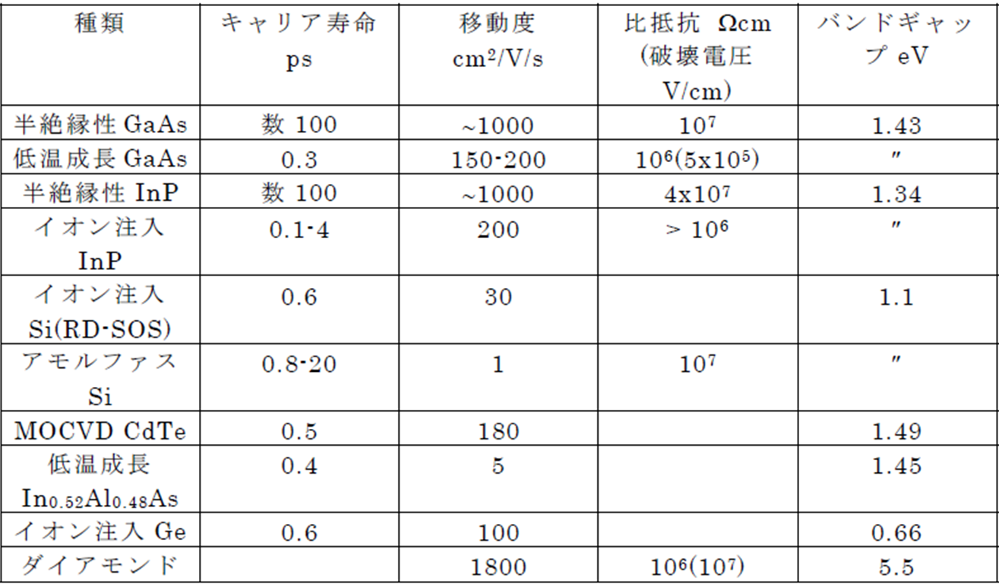 種類 キャリア寿命 ps 移動度 cm²/V/s 比抵抗 Ωcm (破壊電圧 V/cm) バンドギャップ eV
半絶縁性 GaAs 数 100 ~1000 10⁷ 1.43
低温成長 GaAs 0.3 150-200 10⁶(5x10⁵) 〃
半絶縁性 InP 数 100 ~1000 4x10⁷ 1.34
イオン注入 InP 0.1-4 200 > 10⁶ 〃
イオン注入 Si(RD-SOS) 0.6 30 1.1
アモルファス Si 0.8-20 1 10⁷ 〃
MOCVD CdTe 0.5 180 1.49
低温成長 In₀.₅₂Al₀.₄₈As 0.4 5 1.45
イオン注入 Ge 0.6 100 0.66
ダイアモンド 1800 10⁶(10⁷) 5.5